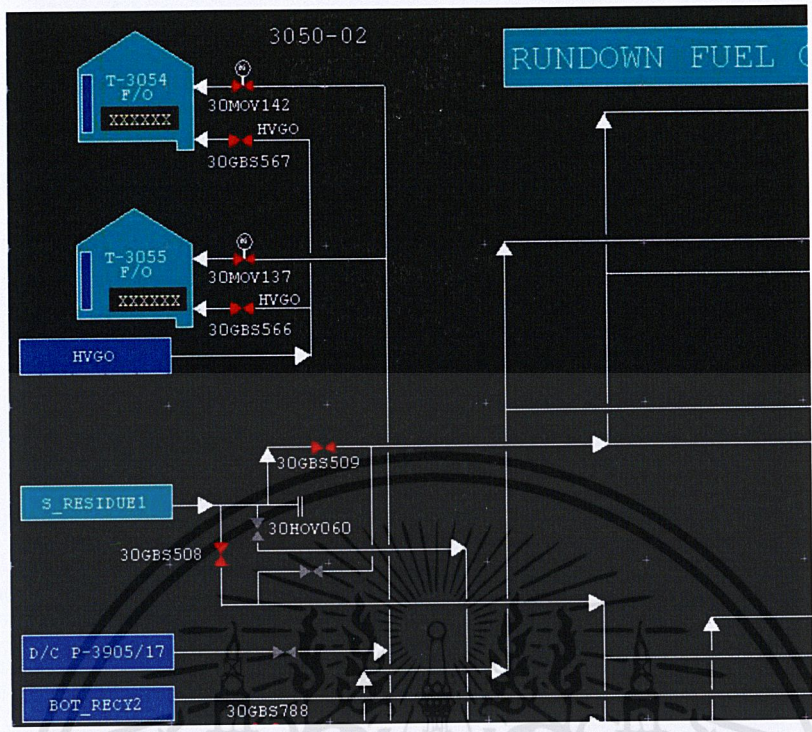 3050-02
RUNDOWN FUEL
T-3054
F/O
XXXXXX
30MOV142
HVGO
30GBS567
T-3055
F/O
XXXXXX
30MOV137
HVGO
30GBS566
HVGO
30GBS509
S_RESIDUE1
30HOV060
30GBS508
D/C P-3905/17
BOT_RECY2
30GBS788